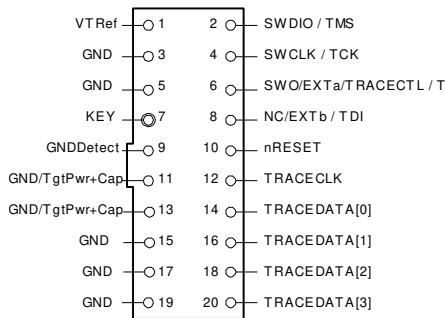 VTRef 1 2 SWDIO / TMS
GND 3 4 SWCLK / TCK
GND 5 6 SWO/EXTa/TRACECTL / T
KEY 7 8 NC/EXTb / TDI
GNDDetect 9 10 nRESET
GND/TgtPwr+Cap 11 12 TRACECLK
GND/TgtPwr+Cap 13 14 TRACEDATA[0]
GND 15 16 TRACEDATA[1]
GND 17 18 TRACEDATA[2]
GND 19 20 TRACEDATA[3]